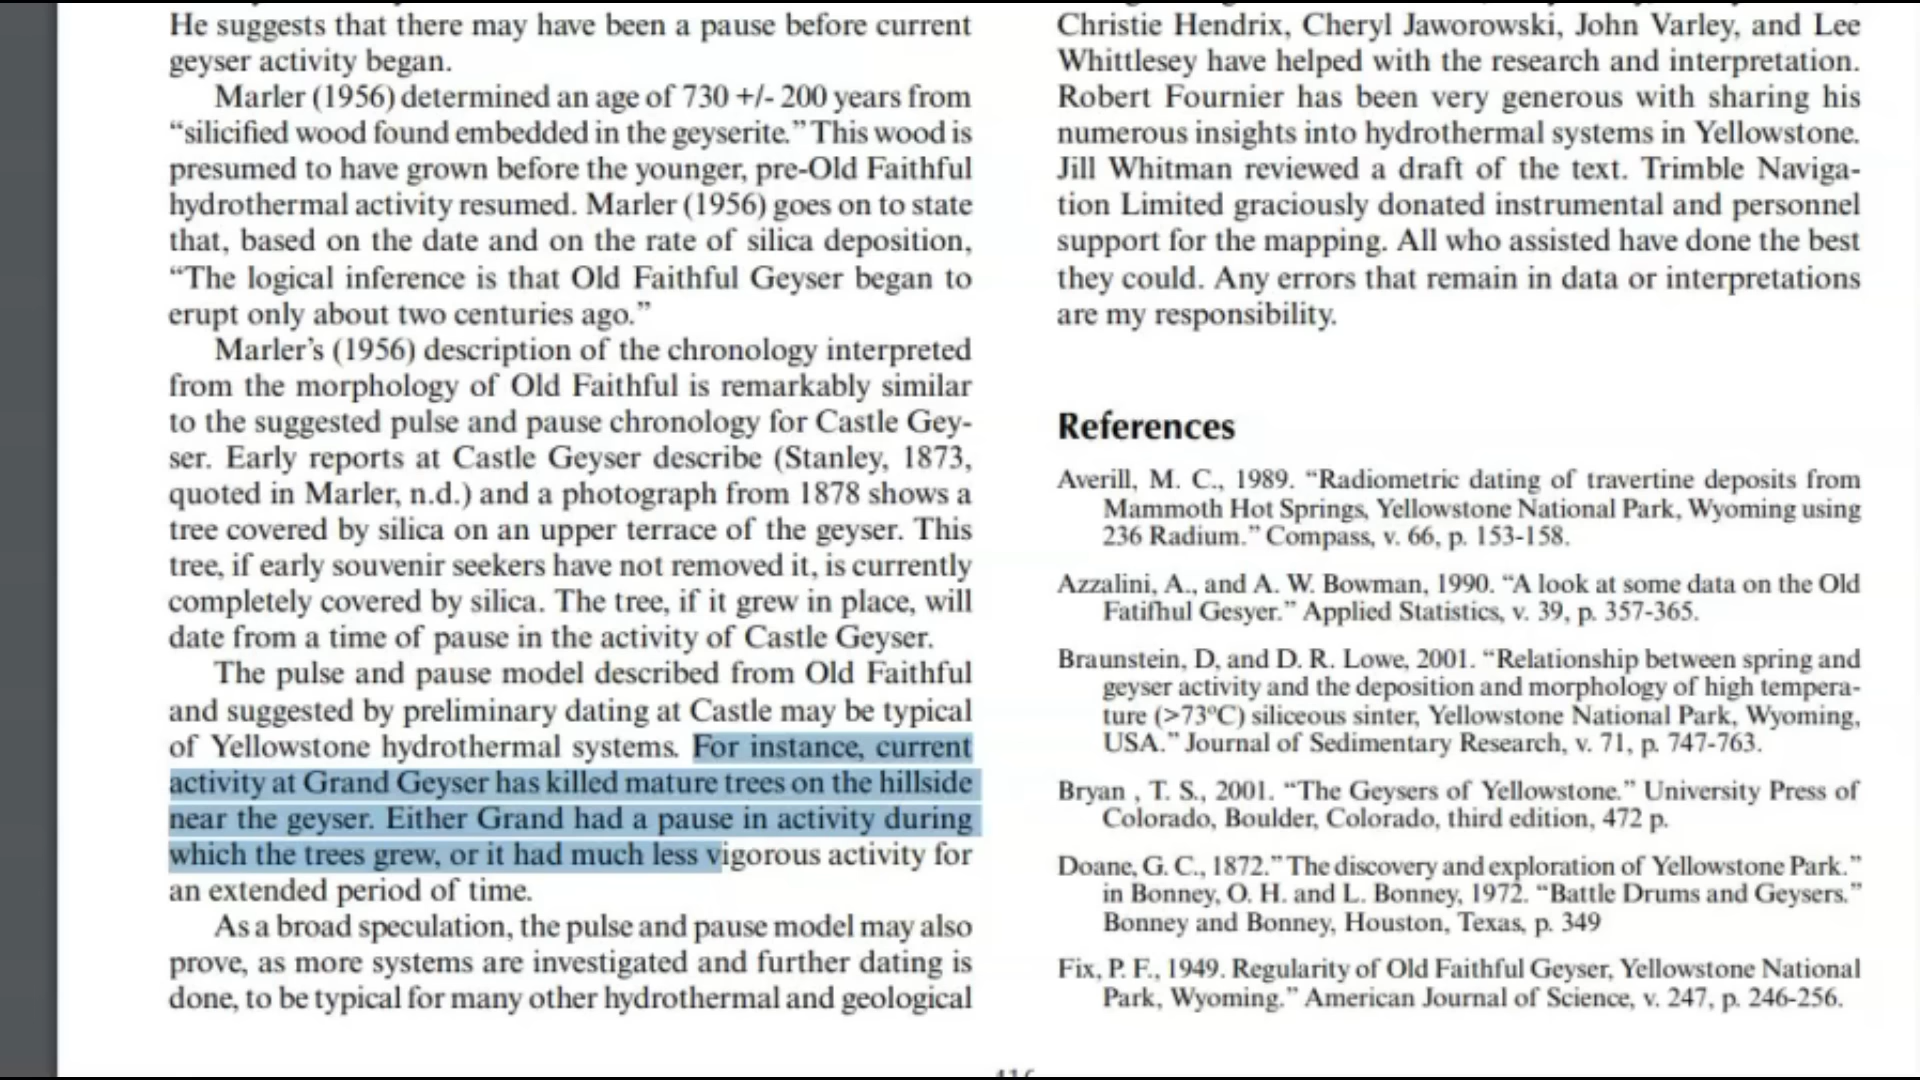 He suggests that there may have been a pause before current
geyser activity began.
Marler (1956) determined an age of 730 +/- 200 years from
“silicified wood found embedded in the geyserite.” This wood is
presumed to have grown before the younger, pre-Old Faithful
hydrothermal activity resumed. Marler (1956) goes on to state
that, based on the date and on the rate of silica deposition,
“The logical inference is that Old Faithful Geyser began to
erupt only about two centuries ago.”
Marler’s (1956) description of the chronology interpreted
from the morphology of Old Faithful is remarkably similar
to the suggested pulse and pause chronology for Castle Gey-
ser. Early reports at Castle Geyser describe (Stanley, 1873,
quoted in Marler, n.d.) and a photograph from 1878 shows a
tree covered by silica on an upper terrace of the geyser. This
tree, if early souvenir seekers have not removed it, is currently
completely covered by silica. The tree, if it grew in place, will
date from a time of pause in the activity of Castle Geyser.
The pulse and pause model described from Old Faithful
and suggested by preliminary dating at Castle may be typical
of Yellowstone hydrothermal systems. For instance, current
activity at Grand Geyser has killed mature trees on the hillside
near the geyser. Either Grand had a pause in activity during
which the trees grew, or it had much less vigorous activity for
an extended period of time.
As a broad speculation, the pulse and pause model may also
prove, as more systems are investigated and further dating is
done, to be typical for many other hydrothermal and geological
Christie Hendrix, Cheryl Jaworowski, John Varley, and Lee
Whittlesey have helped with the research and interpretation.
Robert Fournier has been very generous with sharing his
numerous insights into hydrothermal systems in Yellowstone.
Jill Whitman reviewed a draft of the text. Trimble Naviga-
tion Limited graciously donated instrumental and personnel
support for the mapping. All who assisted have done the best
they could. Any errors that remain in data or interpretations
are my responsibility.
References
Averill, M. C., 1989. “Radiometric dating of travertine deposits from
Mammoth Hot Springs, Yellowstone National Park, Wyoming using
236 Radium.” Compass, v. 66, p. 153-158.
Azzalini, A., and A. W. Bowman, 1990. “A look at some data on the Old
Fatifhul Gesyer.” Applied Statistics, v. 39, p. 357-365.
Braunstein, D, and D. R. Lowe, 2001. “Relationship between spring and
geyser activity and the deposition and morphology of high tempera-
ture (>73ºC) siliceous sinter, Yellowstone National Park, Wyoming,
USA.” Journal of Sedimentary Research, v. 71, p. 747-763.
Bryan , T. S., 2001. “The Geysers of Yellowstone.” University Press of
Colorado, Boulder, Colorado, third edition, 472 p.
Doane, G. C., 1872.” The discovery and exploration of Yellowstone Park.”
in Bonney, O. H. and L. Bonney, 1972. “Battle Drums and Geysers.”
Bonney and Bonney, Houston, Texas, p. 349
Fix, P. F., 1949. Regularity of Old Faithful Geyser, Yellowstone National
Park, Wyoming.” American Journal of Science, v. 247, p. 246-256.